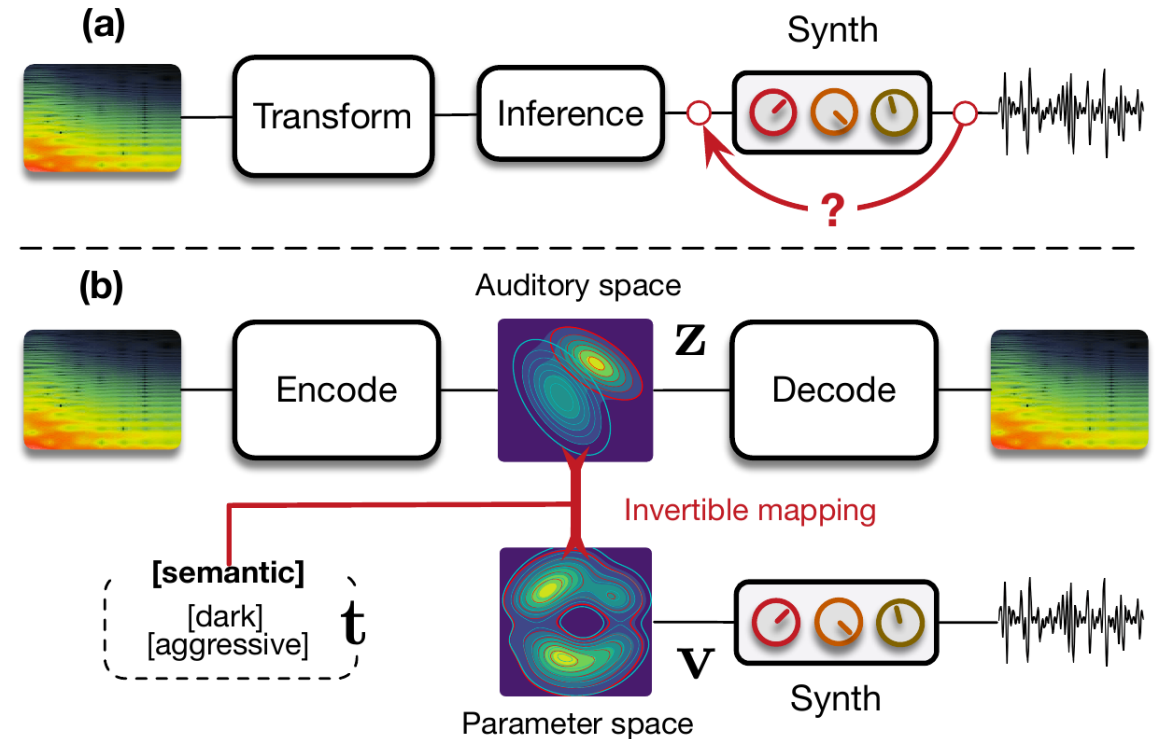 (a)
Synth
Transform
Inference
?
(b)
Auditory space
z
Encode
Decode
Invertible mapping
[semantic]
[dark]
[aggressive]
t
v
Synth
Parameter space